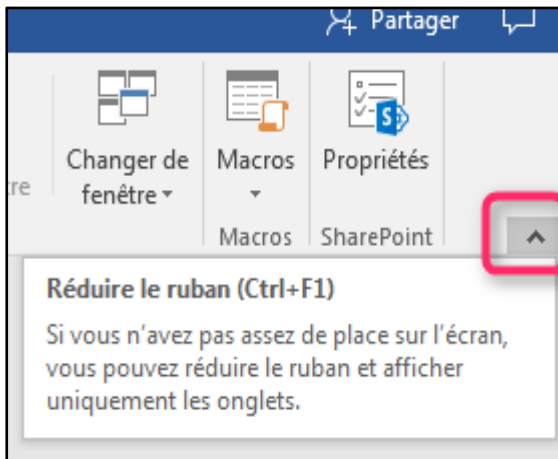 Partager
Changer de
fenêtre
Macros
Propriétés
tre
Macros
SharePoint
Réduire le ruban (Ctrl+F1)
Si vous n'avez pas assez de place sur l'écran,
vous pouvez réduire le ruban et afficher
uniquement les onglets.